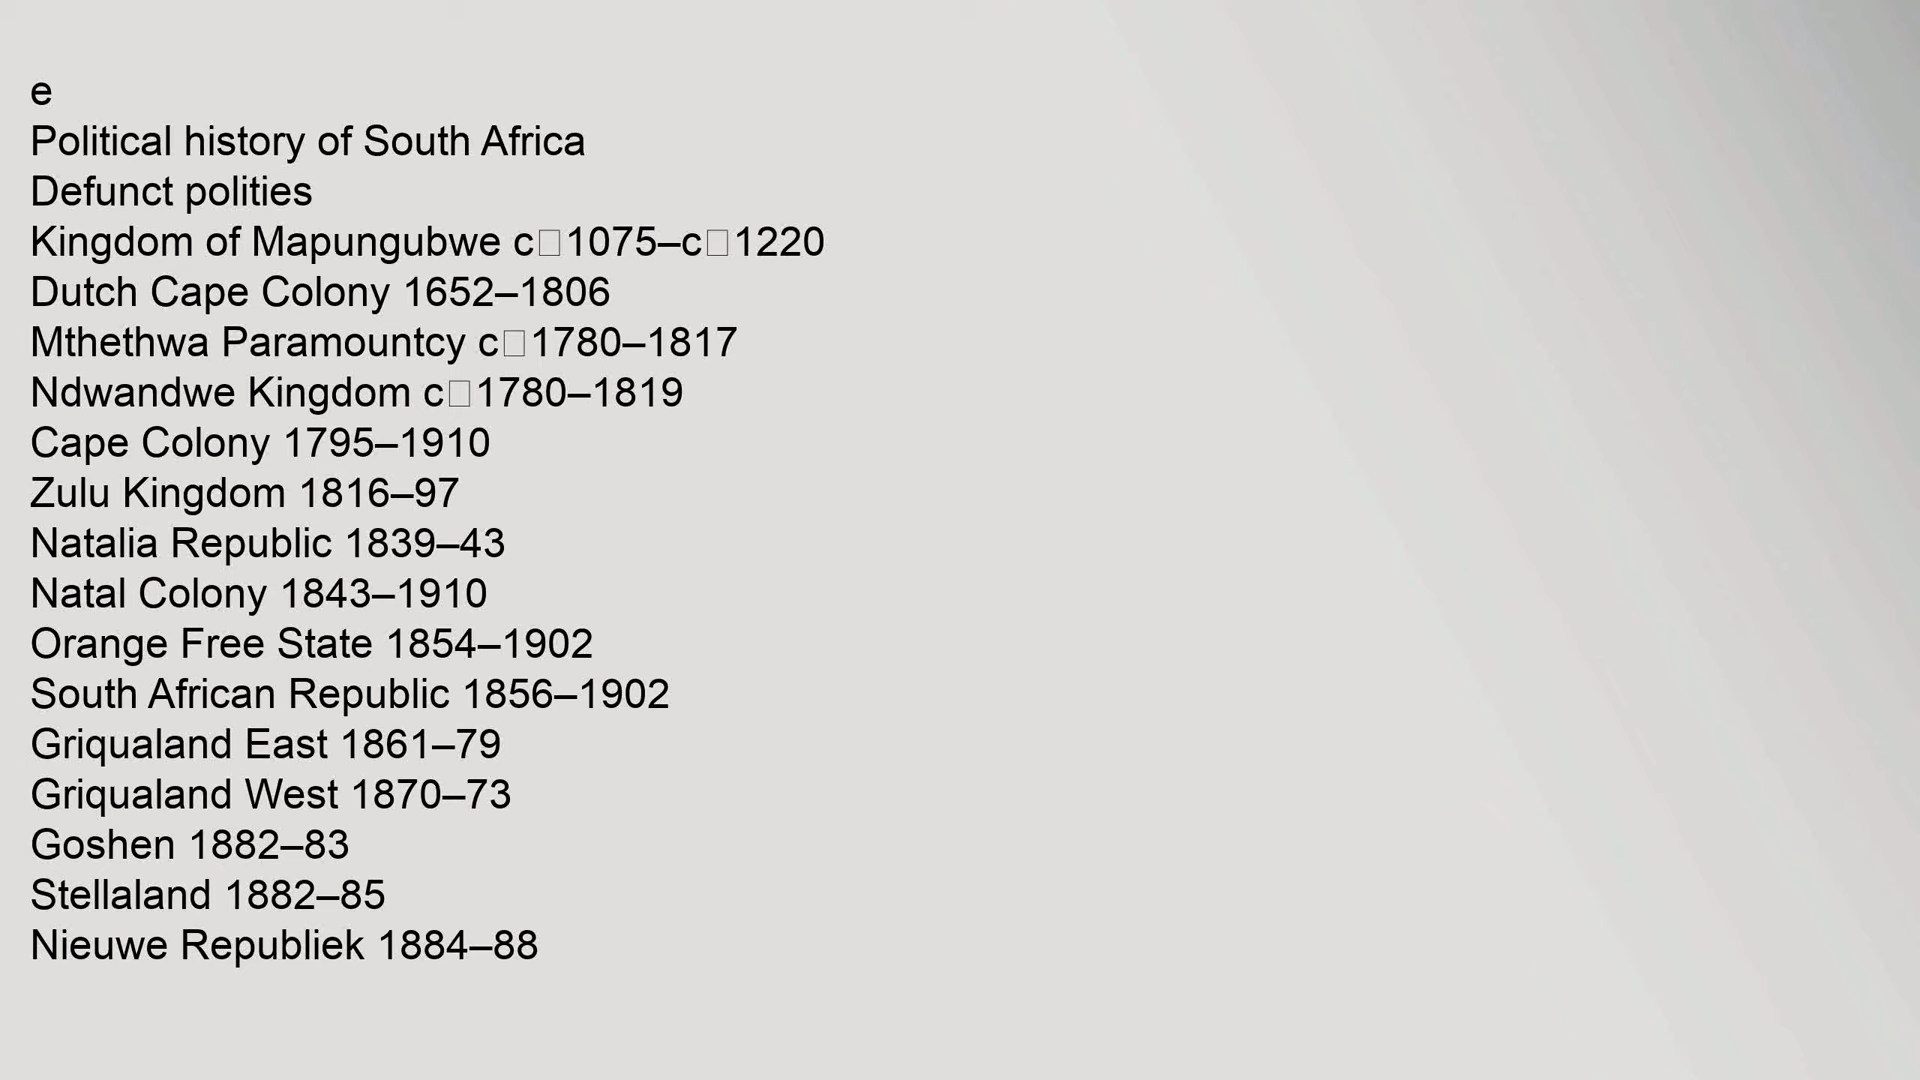 e
Political history of South Africa
Defunct polities
Kingdom of Mapungubwe c□1075–c□1220
Dutch Cape Colony 1652–1806
Mthethwa Paramountcy c□1780–1817
Ndwandwe Kingdom c□1780–1819
Cape Colony 1795–1910
Zulu Kingdom 1816–97
Natalia Republic 1839–43
Natal Colony 1843–1910
Orange Free State 1854–1902
South African Republic 1856–1902
Griqualand East 1861–79
Griqualand West 1870–73
Goshen 1882–83
Stellaland 1882–85
Nieuwe Republiek 1884–88